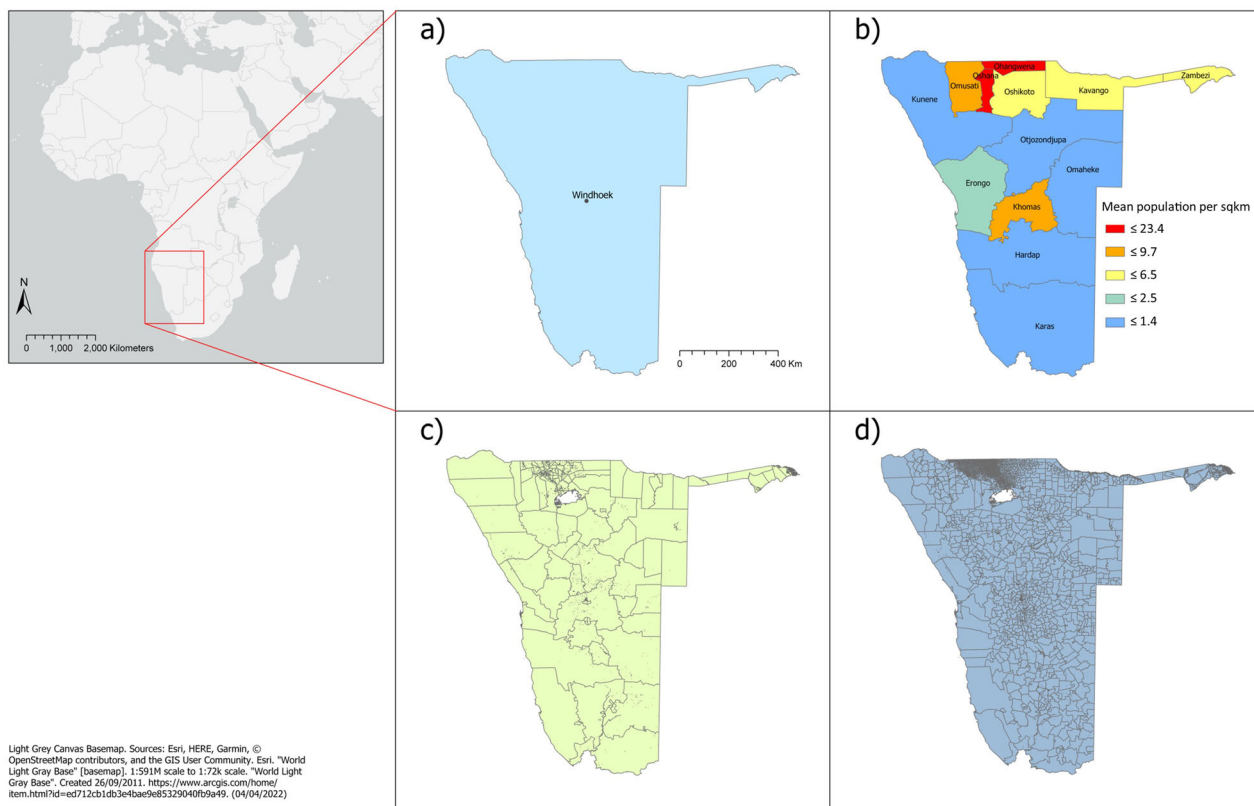 N
0 1,000 2,000 Kilometers
a)
Windhoek
0 200 400 Km
b)
Ohangwena
Oshana
Omusati
Oshikoto
Kavango
Zambezi
Kunene
Otjozondjupa
Omaheke
Erongo
Khomas
Hardap
Karas
Mean population per sqkm
≤ 23.4
≤ 9.7
≤ 6.5
≤ 2.5
≤ 1.4
c)
d)
Light Grey Canvas Basemap. Sources: Esri, HERE, Garmin, ©
OpenStreetMap contributors, and the GIS User Community. Esri. "World
Light Gray Base" [basemap]. 1:591M scale to 1:72k scale. "World Light
Gray Base". Created 26/09/2011. https://www.arcgis.com/home/
item.html?id=ed712cb1db3e4bae9e85329040fb9a49. (04/04/2022)